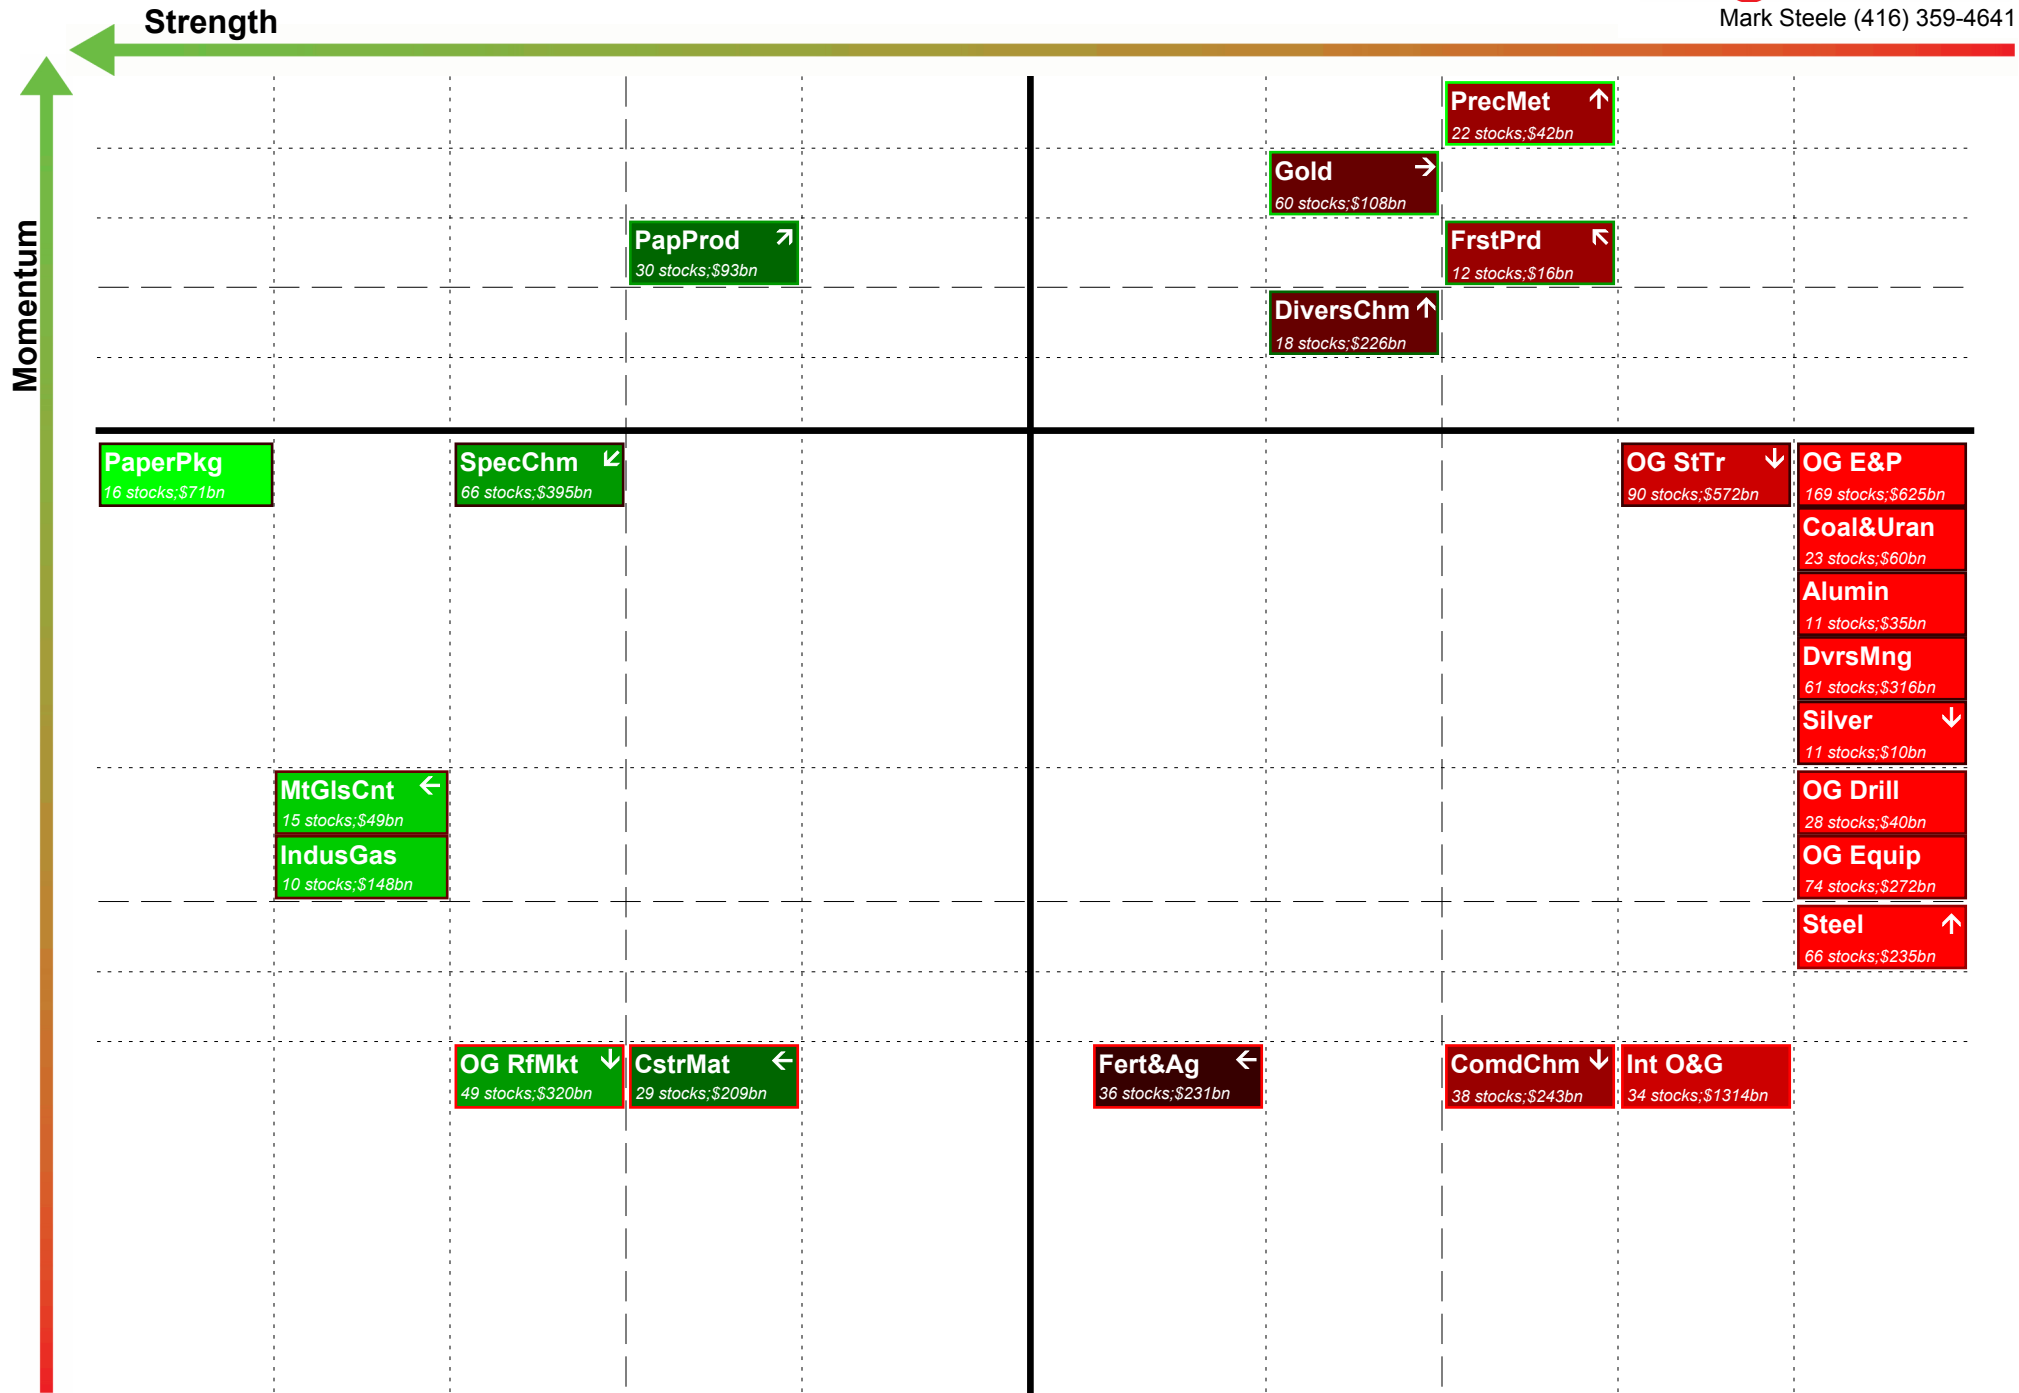 Strength
Mark Steele (416) 359-4641
Momentum
PrecMet
22 stocks;$42bn
Gold
60 stocks;$108bn
PapProd
30 stocks;$93bn
FrstPrd
12 stocks;$16bn
DiversChm
18 stocks;$226bn
PaperPkg
16 stocks;$71bn
SpecChm
66 stocks;$395bn
OG StTr
90 stocks;$572bn
OG E&P
169 stocks;$625bn
Coal&Uran
23 stocks;$60bn
Alumin
11 stocks;$35bn
DvrsMng
61 stocks;$316bn
Silver
11 stocks;$10bn
MtGlsCnt
15 stocks;$49bn
IndusGas
10 stocks;$148bn
OG Drill
28 stocks;$40bn
OG Equip
74 stocks;$272bn
Steel
66 stocks;$235bn
OG RfMkt
49 stocks;$320bn
CstrMat
29 stocks;$209bn
Fert&Ag
36 stocks;$231bn
ComdChm
38 stocks;$243bn
Int O&G
34 stocks;$1314bn